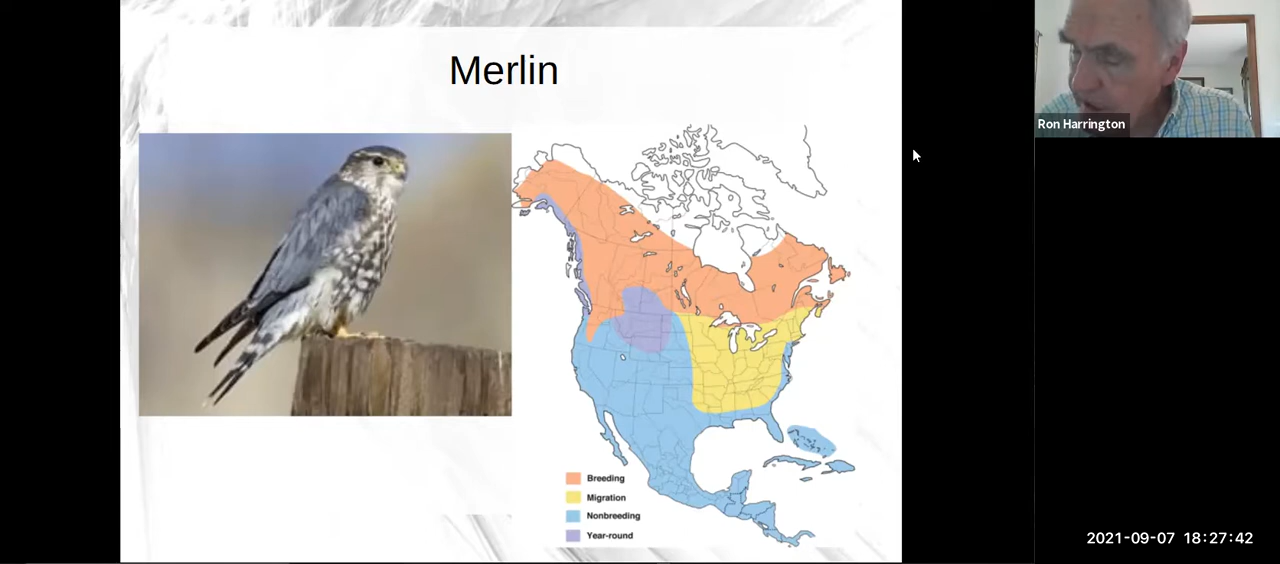 Merlin
Ron Harrington
Breeding
Migration
Nonbreeding
Year-round
2021-09-07 18:27:42